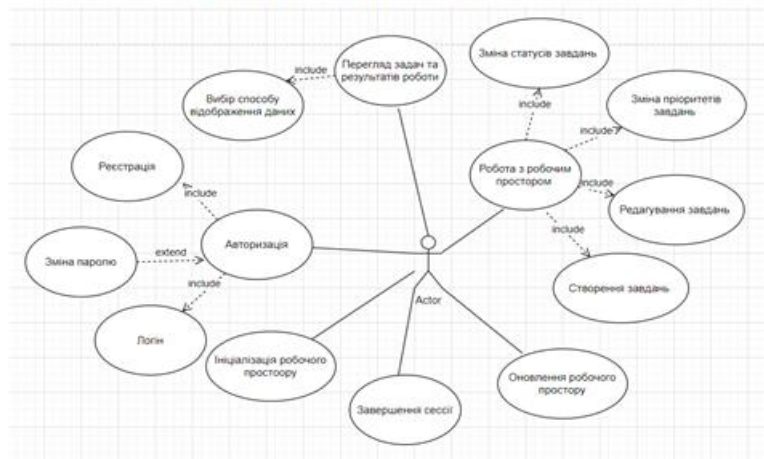 Зміна статусів завдань
Перегляд задач та
результатів роботи
include
Вибір способу
відображення даних
include
Зміна пріоритетів
завдань
include
Реєстрація
Робота з робочим
простором
include
include
Редагування завдань
include
Авторизація
Зміна паролю
extend
include
Створення завдань
Actor
Логін
Ініціалізація робочого
простоору
Оновлення робочого
простору
Завершення сессії